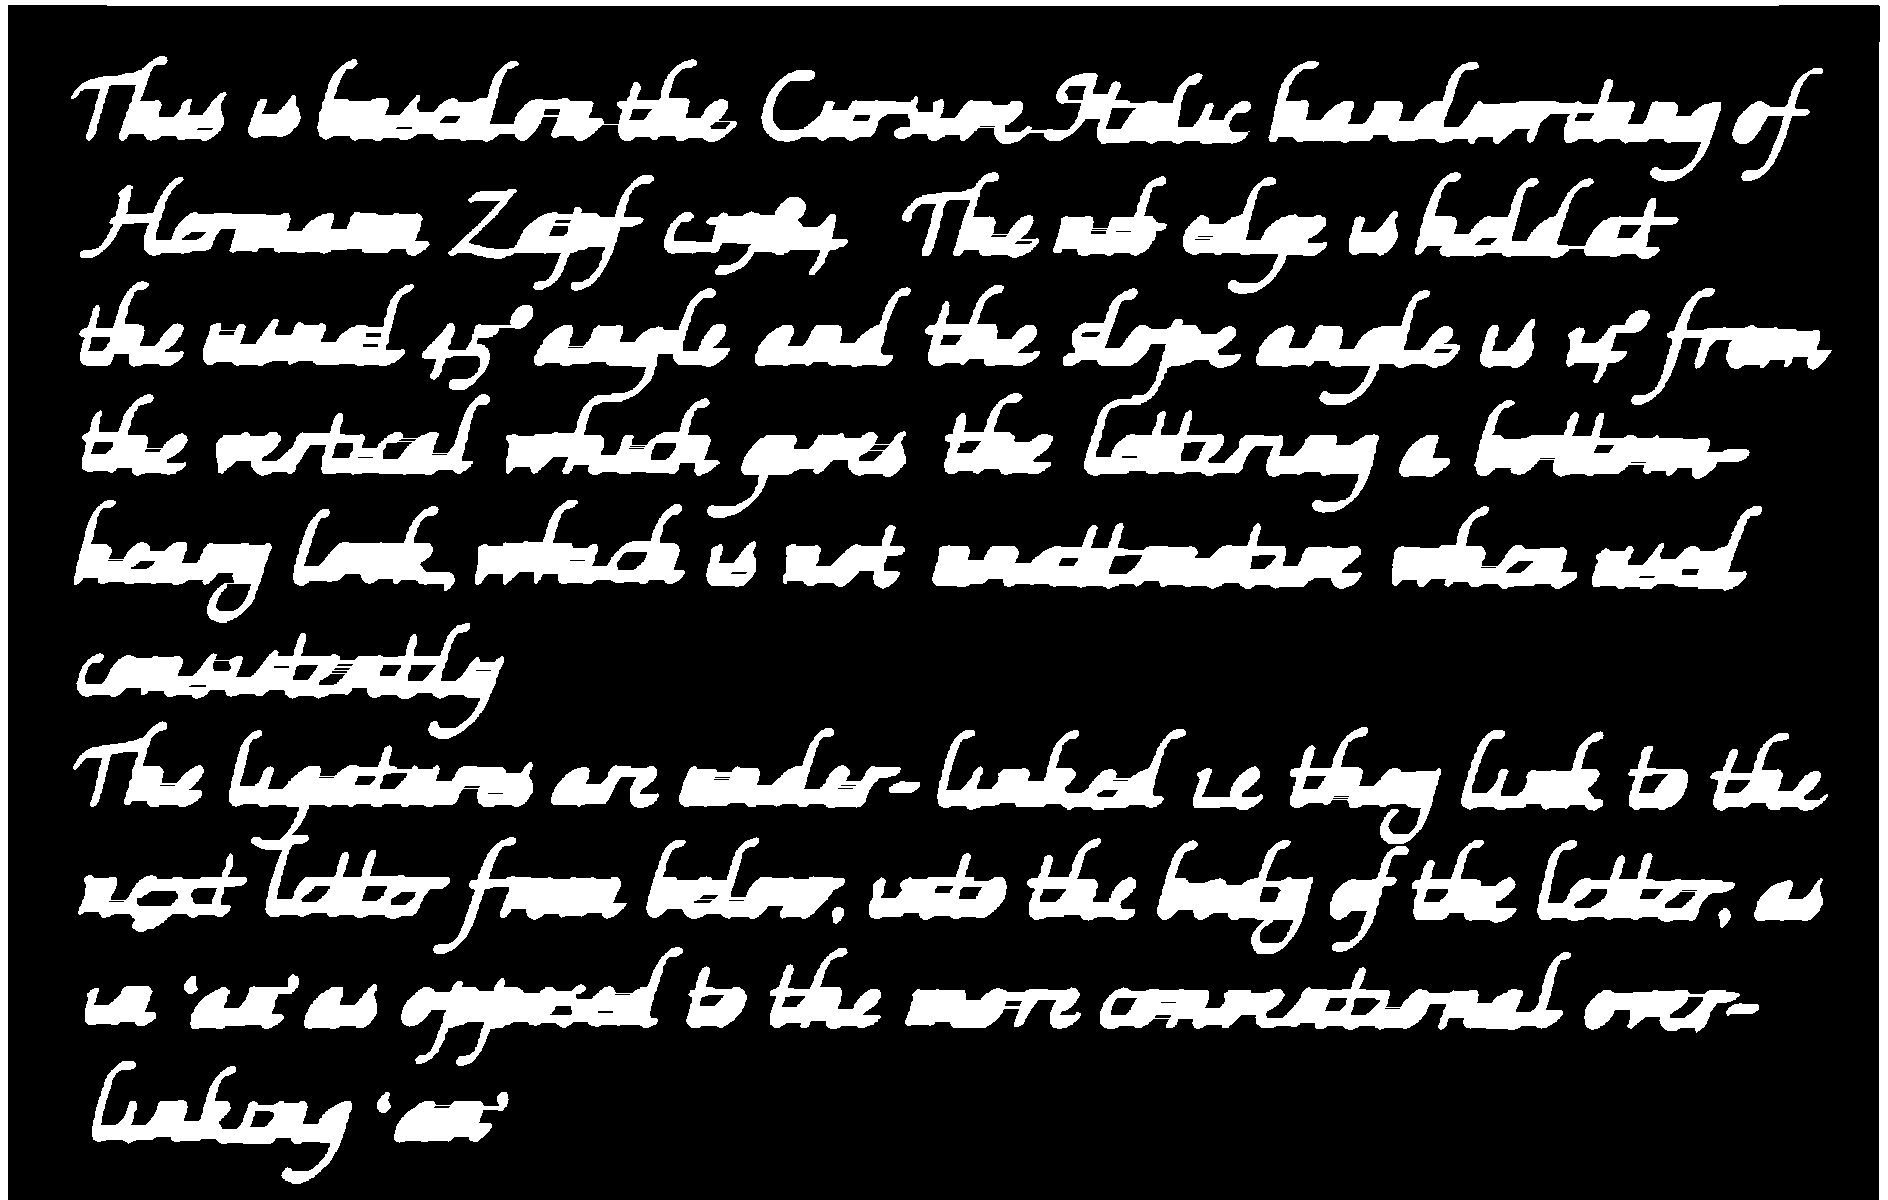 This is based on the Cursive Italic handwriting of
Hermann Zapf c1984 The nib edge is held at
the usual 45° angle and the slope angle is 15° from
the vertical which gives the lettering a bottom-
heavy look, which is not unattractive when used
consistently
The ligatures are under-linked ie they link to the
next letter from below, into the body of the letter, as
in 'an' as opposed to the more conventional over-
linking 'an'